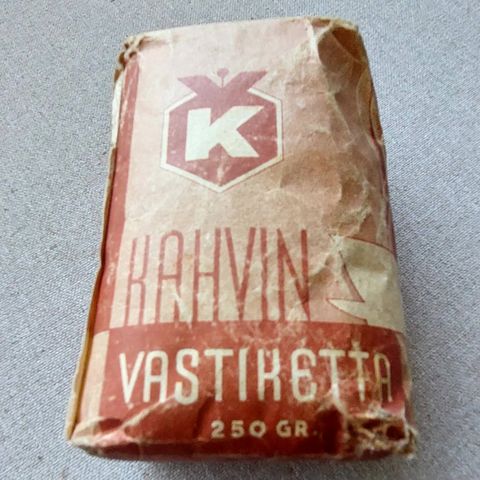 K
KAHVIN
VASTIKETTA
250 GR.